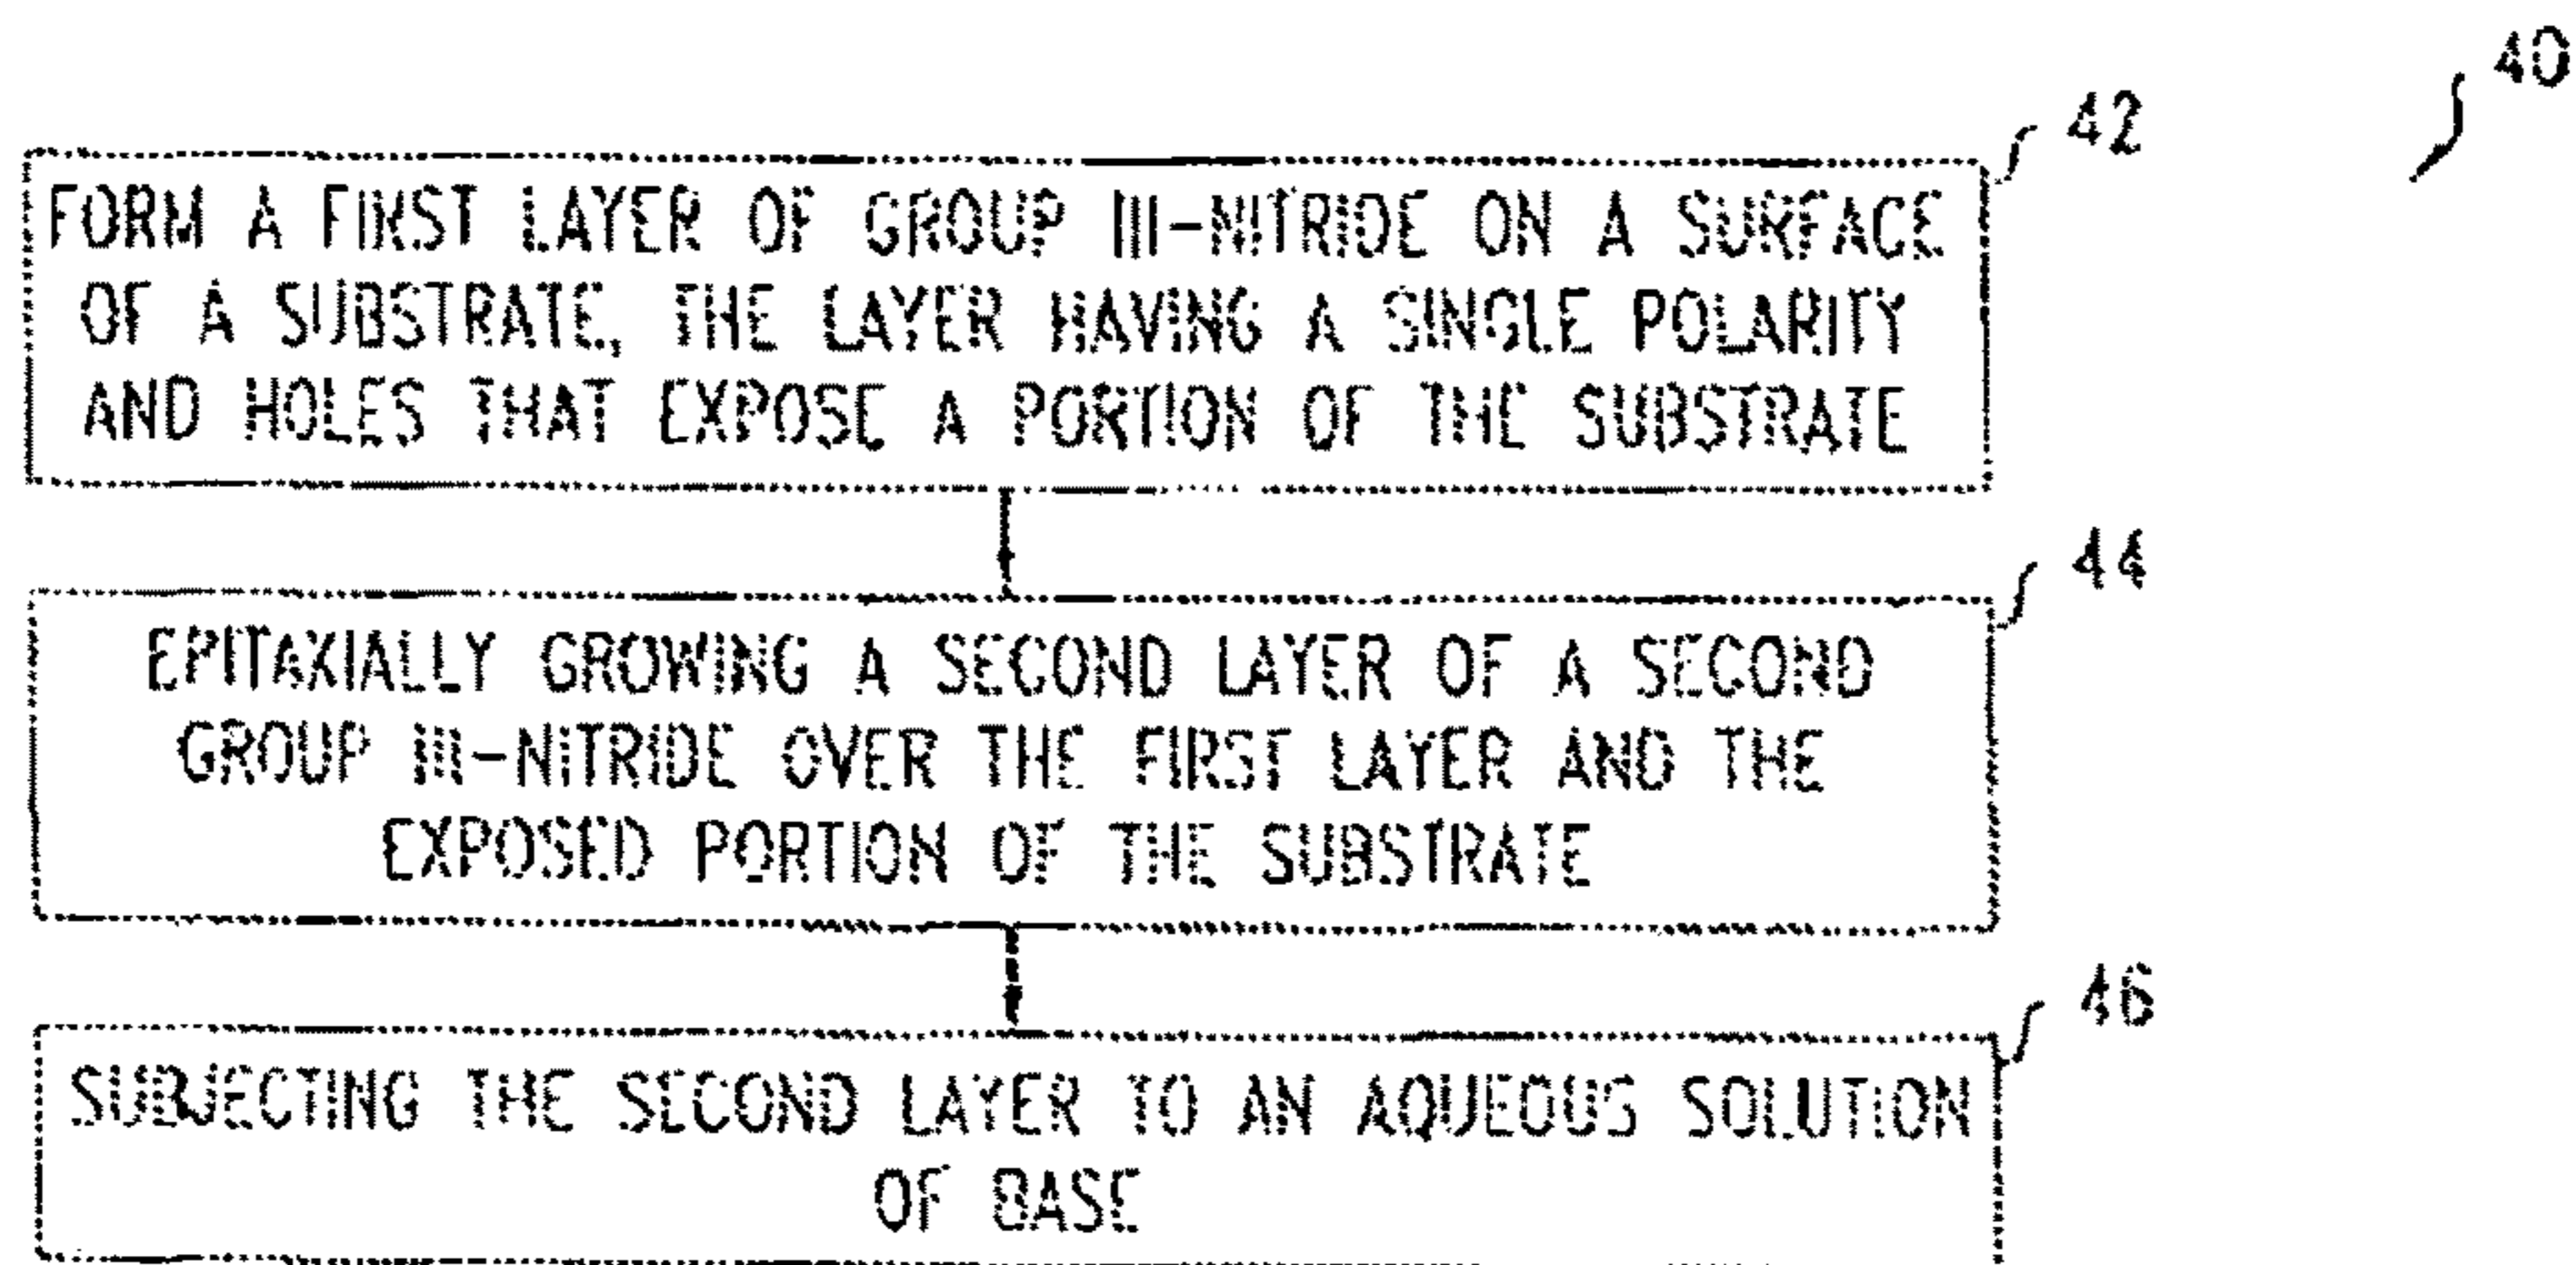 40
42
FORM A FIRST LAYER OF GROUP III-NITRIDE ON A SURFACE
OF A SUBSTRATE, THE LAYER HAVING A SINGLE POLARITY
AND HOLES THAT EXPOSE A PORTION OF THE SUBSTRATE
44
EPITAXIALLY GROWING A SECOND LAYER OF A SECOND
GROUP III-NITRIDE OVER THE FIRST LAYER AND THE
EXPOSED PORTION OF THE SUBSTRATE
46
SUBJECTING THE SECOND LAYER TO AN AQUEOUS SOLUTION
OF BASE